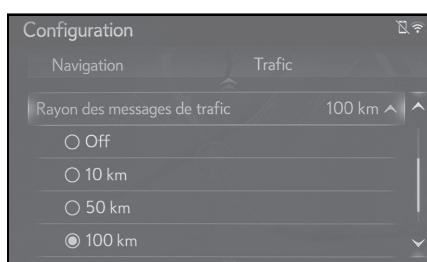 Configuration
Navigation Trafic
Rayon des messages de trafic 100 km
Off
10 km
50 km
100 km